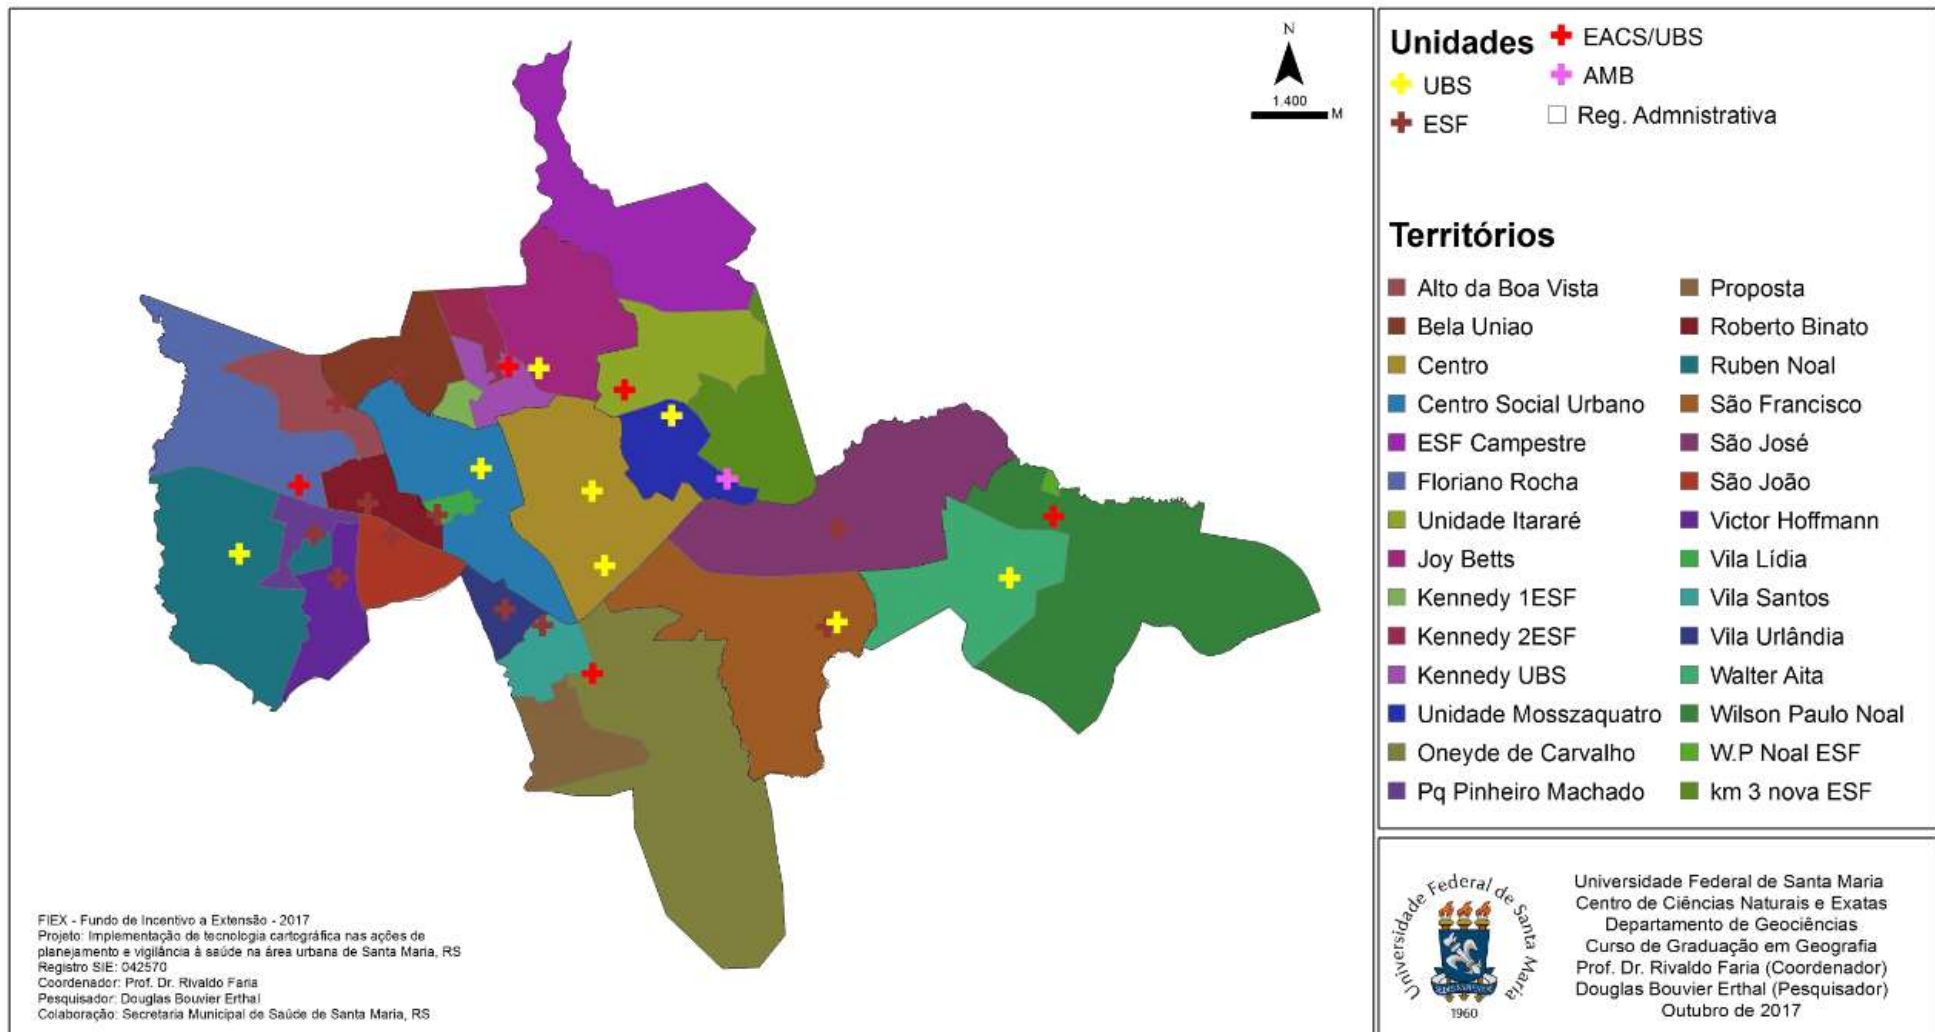 N
1.400
M
Unidades
UBS
ESF
EACS/UBS
AMB
Reg. Admnistrativa
Territórios
Alto da Boa Vista
Bela Uniao
Centro
Centro Social Urbano
ESF Campestre
Floriano Rocha
Unidade Itararé
Joy Betts
Kennedy 1ESF
Kennedy 2ESF
Kennedy UBS
Unidade Mosszaquatro
Oneyde de Carvalho
Pq Pinheiro Machado
Proposta
Roberto Binato
Ruben Noal
São Francisco
São José
São João
Victor Hoffmann
Vila Lídia
Vila Santos
Vila Urlândia
Walter Aita
Wilson Paulo Noal
W.P Noal ESF
km 3 nova ESF
FIEX - Fundo de Incentivo a Extensão - 2017
Projeto: Implementação de tecnologia cartográfica nas ações de
planejamento e vigilância à saúde na área urbana de Santa Maria, RS
Registro SIE: 042570
Coordenador: Prof. Dr. Rivaldo Faria
Pesquisador: Douglas Bouvier Erthal
Colaboração: Secretaria Municipal de Saúde de Santa Maria, RS
Universidade Federal de Santa Maria
1960
Universidade Federal de Santa Maria
Centro de Ciências Naturais e Exatas
Departamento de Geociências
Curso de Graduação em Geografia
Prof. Dr. Rivaldo Faria (Coordenador)
Douglas Bouvier Erthal (Pesquisador)
Outubro de 2017